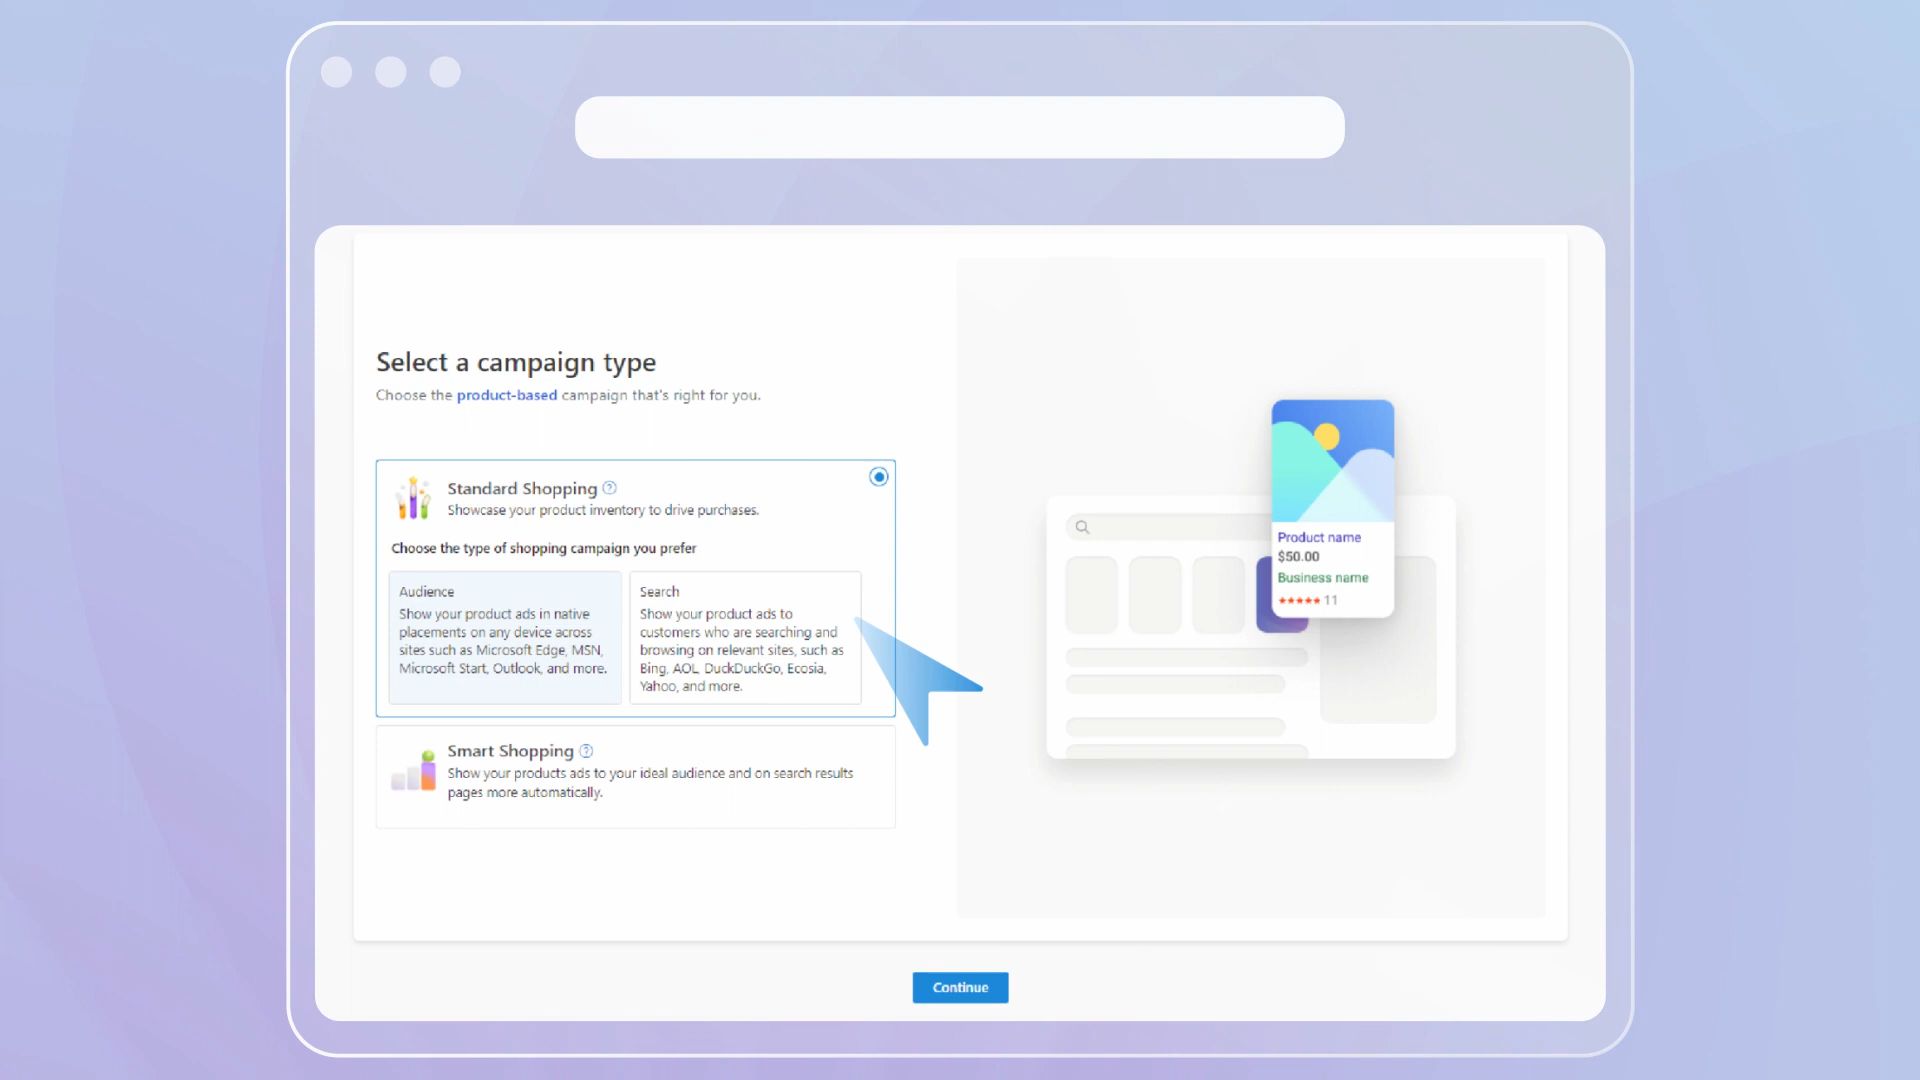 Select a campaign type
Choose the product-based campaign that's right for you.
Standard Shopping
Showcase your product inventory to drive purchases.
Choose the type of shopping campaign you prefer
Audience
Show your product ads in native
placements on any device across
sites such as Microsoft Edge, MSN,
Microsoft Start, Outlook, and more.
Search
Show your product ads to
customers who are searching and
browsing on relevant sites, such as
Bing, AOL, DuckDuckGo, Ecosia,
Yahoo, and more.
Smart Shopping
Show your products ads to your ideal audience and on search results
pages more automatically.
Product name
$50.00
Business name
★★★★★ 11
Continue